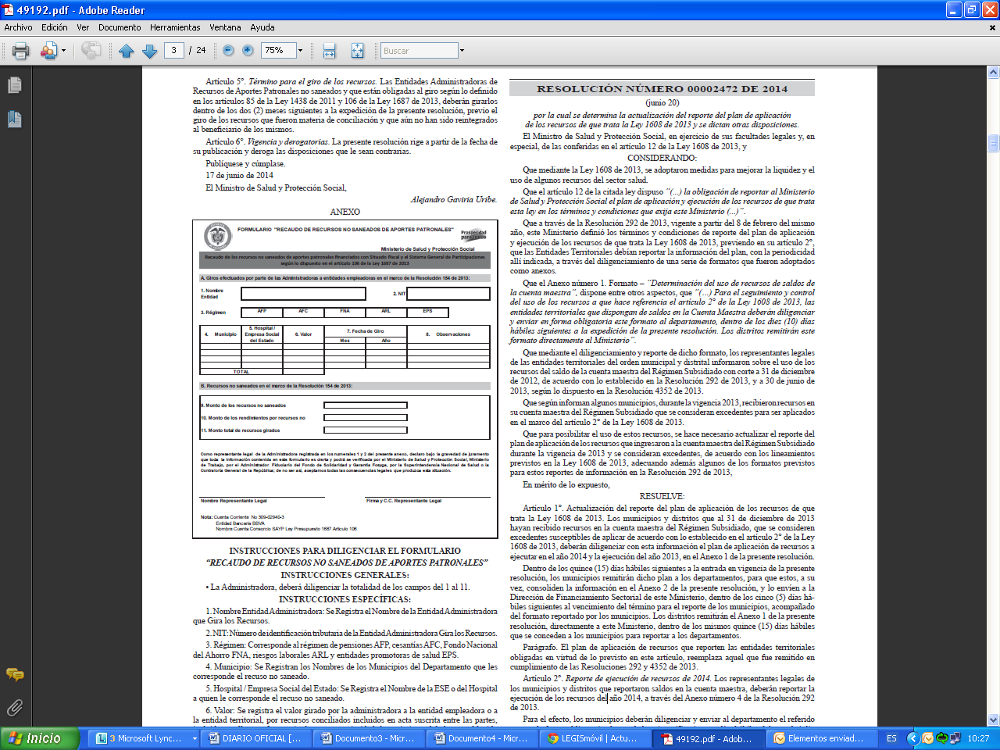 49192.pdf - Adobe Reader
Archivo Edición Ver Documento Herramientas Ventana Ayuda
3 / 24 75% Buscar
Artículo 5°. Término para el giro de los recursos. Las Entidades Administradoras de
Recursos de Aportes Patronales no saneados y que están obligadas al giro según lo definido
en los artículos 85 de la Ley 1438 de 2011 y 106 de la Ley 1687 de 2013, deberán girarlos
dentro de los dos (2) meses siguientes a la expedición de la presente resolución, previo el
giro de los recursos que fueron materia de conciliación y que aún no han sido reintegrados
al beneficiario de los mismos.
Artículo 6°. Vigencia y derogatorias. La presente resolución rige a partir de la fecha de
su publicación y deroga las disposiciones que le sean contrarias.
Publíquese y cúmplase.
17 de junio de 2014
El Ministro de Salud y Protección Social,
Alejandro Gaviria Uribe.
ANEXO
FORMULARIO "RECAUDO DE RECURSOS NO SANEADOS DE APORTES PATRONALES"
Prosperidad
para todos
Ministerio de Salud y Protección Social
Recaudo de los recursos no saneados de aportes patronales financiados con Situado Fiscal y el Sistema General de Participaciones
según lo dispuesto en el artículo 106 de la Ley 1687 de 2013
A. Giros efectuados por parte de las Administradoras a entidades empleadoras en el marco de la Resolución 154 de 2013:
1. Nombre
Entidad
2. NIT
3. Régimen AFP AFC FNA ARL EPS
4. Municipio
5. Hospital /
Empresa Social
del Estado
6. Valor
7. Fecha de Giro
Mes Año
8. Observaciones
TOTAL
B. Recursos no saneados en el marco de la Resolución 154 de 2013:
9. Monto de los recursos no saneados
10. Monto de los rendimientos por recursos no
11. Monto total de recursos girados
Como representante legal de la Administradora registrada en los numerales 1 y 2 del presente anexo, declaro bajo la gravedad de juramento
que toda la información contenida en este formulario es cierta y podrá se verificada por el Ministerio de Salud y Protección Social, Ministerio
de Trabajo, por el Administrador Fiduciario del Fondo de Solidaridad y Garantía Fosyga, por la Superintendencia Nacional de Salud o la
Contraloría General de la República; de no ser así, aceptamos todas las consecuencias legales que produzca esta situación.
Nombre Representante Legal
Firma y C.C. Representante Legal
Nota: Cuenta Corriente No 309-02940-3
Entidad Bancaria BBVA
Nombre Cuenta Consorcio SAYP Ley Presupuesto 1687 Artículo 106
INSTRUCCIONES PARA DILIGENCIAR EL FORMULARIO
"RECAUDO DE RECURSOS NO SANEADOS DE APORTES PATRONALES"
INSTRUCCIONES GENERALES:
• La Administradora, deberá diligenciar la totalidad de los campos del 1 al 11.
INSTRUCCIONES ESPECÍFICAS:
1. Nombre Entidad Administradora: Se Registra el Nombre de la Entidad Administradora
que Gira los Recursos.
2. NIT: Número de identificación tributaria de la Entidad Administradora Gira los Recursos.
3. Régimen: Corresponde al régimen de pensiones AFP, cesantías AFC, Fondo Nacional
del Ahorro FNA, riesgos laborales ARL y entidades promotoras de salud EPS.
4. Municipio: Se Registran los Nombres de los Municipios del Departamento que les
corresponde el recuso no saneado.
5. Hospital / Empresa Social del Estado: Se Registra el Nombre de la ESE o del Hospital
a quien le corresponde el recurso no saneado.
6. Valor: Se registra el valor girado por la administradora a la entidad empleadora o a
la entidad territorial, por recursos conciliados incluidos en acta suscrita entre las partes,
RESOLUCIÓN NÚMERO 00002472 DE 2014
(junio 20)
por la cual se determina la actualización del reporte del plan de aplicación
de los recursos de que trata la Ley 1608 de 2013 y se dictan otras disposiciones.
El Ministro de Salud y Protección Social, en ejercicio de sus facultades legales y, en
especial, de las conferidas en el artículo 12 de la Ley 1608 de 2013, y
CONSIDERANDO:
Que mediante la Ley 1608 de 2013, se adoptaron medidas para mejorar la liquidez y el
uso de algunos recursos del sector salud.
Que el artículo 12 de la citada ley dispuso "(...) la obligación de reportar al Ministerio
de Salud y Protección Social el plan de aplicación y ejecución de los recursos de que trata
esta ley en los términos y condiciones que exija este Ministerio (...)".
Que a través de la Resolución 292 de 2013, vigente a partir del 8 de febrero del mismo
año, este Ministerio definió los términos y condiciones de reporte del plan de aplicación
y ejecución de los recursos de que trata la Ley 1608 de 2013, previendo en su artículo 2°,
que las Entidades Territoriales debían reportar la información del plan, con la periodicidad
allí indicada, a través del diligenciamiento de una serie de formatos que fueron adoptados
como anexos.
Que el Anexo número 1. Formato – "Determinación del uso de recursos de saldos de
la cuenta maestra", dispone entre otros aspectos, que "(...) Para el seguimiento y control
del uso de los recursos a que hace referencia el artículo 2° de la Ley 1608 de 2013, las
entidades territoriales que dispongan de saldos en la Cuenta Maestra deberán diligenciar
y enviar en forma obligatoria este formato al departamento, dentro de los diez (10) días
hábiles siguientes a la expedición de la presente resolución. Los distritos remitirán este
formato directamente al Ministerio".
Que mediante el diligenciamiento y reporte de dicho formato, los representantes legales
de las entidades territoriales del orden municipal y distrital informaron sobre el uso de los
recursos del saldo de la cuenta maestra del Régimen Subsidiado con corte a 31 de diciembre
de 2012, de acuerdo con lo establecido en la Resolución 292 de 2013, y a 30 de junio de
2013, según lo dispuesto en la Resolución 4352 de 2013.
Que según informan algunos municipios, durante la vigencia 2013, recibieron recursos en
su cuenta maestra del Régimen Subsidiado que se consideran excedentes para ser aplicados
en el marco del artículo 2° de la Ley 1608 de 2013.
Que para posibilitar el uso de estos recursos, se hace necesario actualizar el reporte del
plan de aplicación de los recursos que ingresaron a la cuenta maestra del Régimen Subsidiado
durante la vigencia de 2013 y se consideran excedentes, de acuerdo con los lineamientos
previstos en la Ley 1608 de 2013, adecuando además algunos de los formatos previstos
para estos reportes de información en la Resolución 292 de 2013,
En mérito de lo expuesto,
RESUELVE:
Artículo 1°. Actualización del reporte del plan de aplicación de los recursos de que
trata la Ley 1608 de 2013. Los municipios y distritos que al 31 de diciembre de 2013
hayan recibido recursos en la cuenta maestra del Régimen Subsidiado, que se consideren
excedentes susceptibles de aplicar de acuerdo con lo establecido en el artículo 2° de la Ley
1608 de 2013, deberán diligenciar con esta información el plan de aplicación de recursos a
ejecutar en el año 2014 y la ejecución del año 2013, en el Anexo 1 de la presente resolución.
Dentro de los quince (15) días hábiles siguientes a la entrada en vigencia de la presente
resolución, los municipios remitirán dicho plan a los departamentos, para que estos, a su
vez, consoliden la información en el Anexo 2 de la presente resolución, y lo envíen a la
Dirección de Financiamiento Sectorial de este Ministerio, dentro de los cinco (5) días há-
biles siguientes al vencimiento del término para el reporte de los municipios, acompañado
del formato reportado por los municipios. Los distritos remitirán el Anexo 1 de la presente
resolución, directamente a este Ministerio, dentro de los mismos quince (15) días hábiles
que se conceden a los municipios para reportar a los departamentos.
Parágrafo. El plan de aplicación de recursos que reporten las entidades territoriales
obligadas en virtud de lo previsto en este artículo, reemplaza aquel que fue remitido en
cumplimiento de las Resoluciones 292 y 4352 de 2013.
Artículo 2°. Reporte de ejecución de recursos de 2014. Los representantes legales de
los municipios y distritos que reportaron saldos en la cuenta maestra, deberán reportar la
ejecución de los recursos del año 2014, a través del Anexo número 4 de la Resolución 292
de 2013.
Para el efecto, los municipios deberán diligenciar y enviar al departamento el referido
Inicio 3 Microsoft Lync... DIARIO OFICIAL [... Documento3 - Micr... Documento4 - Micr... LEGISmóvil | Actu... 49192.pdf - Adob... Elementos enviad... ES 10:27